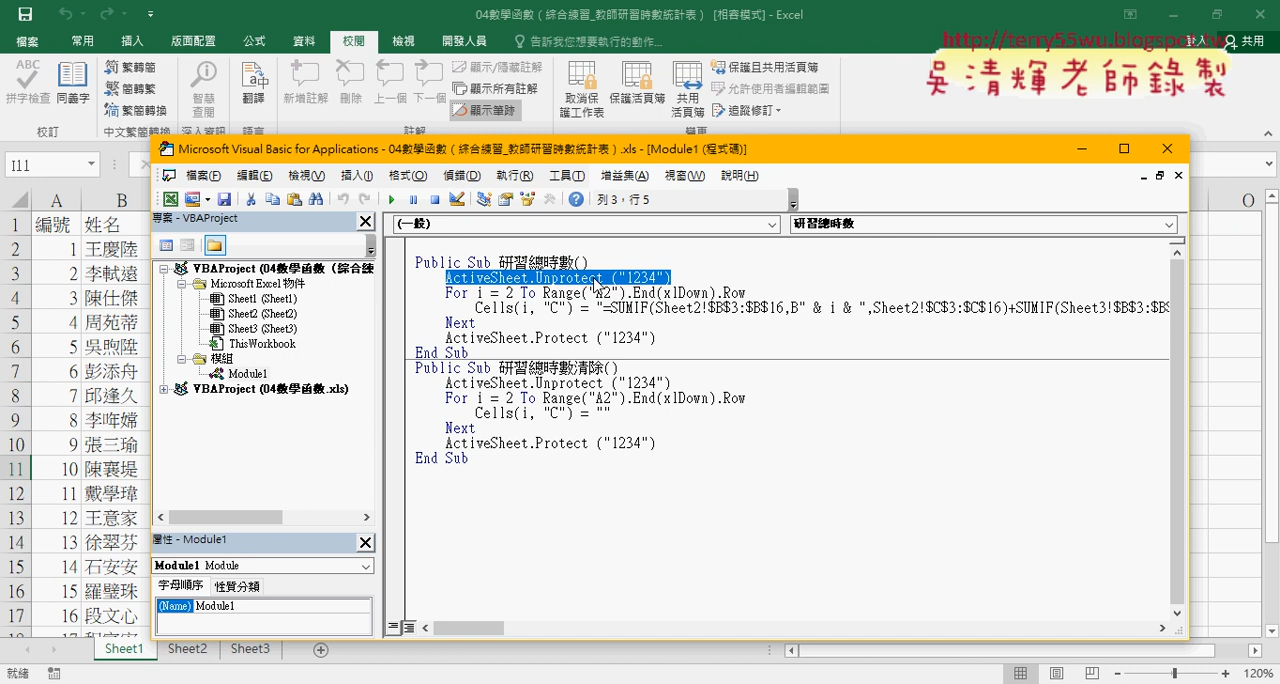 04數學函數（綜合練習_教師研習時數統計表） [相容模式] - Excel
檔案 常用 插入 版面配置 公式 資料 校閱 檢視 開發人員 告訴我您想要執行的動作... 登入 共用
http://terry55wu.blogspot.tw
吳清輝老師錄製
拼字檢查 同義字
繁轉簡
簡轉繁
繁簡轉換
智慧查閱
翻譯
新增註解 刪除 上一個 下一個
顯示/隱藏註解
顯示所有註解
顯示筆跡
取消保護工作表 保護活頁簿 共用活頁簿
保護且共用活頁簿
允許使用者編輯範圍
追蹤修訂
校訂 中文繁簡轉換 深入資訊 語言 註解 變更
I11
Microsoft Visual Basic for Applications - 04數學函數（綜合練習_教師研習時數統計表）.xls - [Module1 (程式碼)]
檔案(F) 編輯(E) 檢視(V) 插入(I) 格式(O) 偵錯(D) 執行(R) 工具(T) 增益集(A) 視窗(W) 說明(H)
列 3，行 5
專案 - VBAProject
VBAProject (04數學函數（綜合練
Microsoft Excel 物件
Sheet1 (Sheet1)
Sheet2 (Sheet2)
Sheet3 (Sheet3)
ThisWorkbook
模組
Module1
VBAProject (04數學函數.xls)
屬性 - Module1
Module1 Module
字母順序 性質分類
(Name) Module1
(一般) 研習總時數
Public Sub 研習總時數()
ActiveSheet.Unprotect ("1234")
For i = 2 To Range("A2").End(xlDown).Row
Cells(i, "C") = "=SUMIF(Sheet2!$B$3:$B$16,B" & i & ",Sheet2!$C$3:$C$16)+SUMIF(Sheet3!$B$3:$B$
Next
ActiveSheet.Protect ("1234")
End Sub
Public Sub 研習總時數清除()
ActiveSheet.Unprotect ("1234")
For i = 2 To Range("A2").End(xlDown).Row
Cells(i, "C") = ""
Next
ActiveSheet.Protect ("1234")
End Sub
A B O
1 編號 姓名
2 1 王慶陸
3 2 李軾遠
4 3 陳仕傑
5 4 周苑蒂
6 5 吳煦陞
7 6 彭添舟
8 7 邱逢久
9 8 李哖嫦
10 9 張三瑜
11 10 陳襄堤
12 11 戴學瑋
13 12 王意家
14 13 徐翠芬
15 14 石安安
16 15 羅璧珠
17 16 段文心
Sheet1 Sheet2 Sheet3
就緒 120%